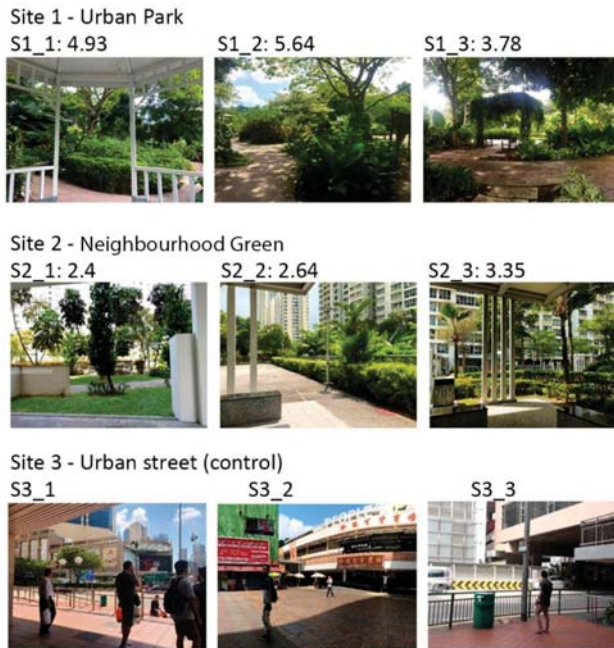 Site 1 - Urban Park
S1_1: 4.93 S1_2: 5.64 S1_3: 3.78
Site 2 - Neighbourhood Green
S2_1: 2.4 S2_2: 2.64 S2_3: 3.35
Site 3 - Urban street (control)
S3_1 S3_2 S3_3
PEOPLE'S